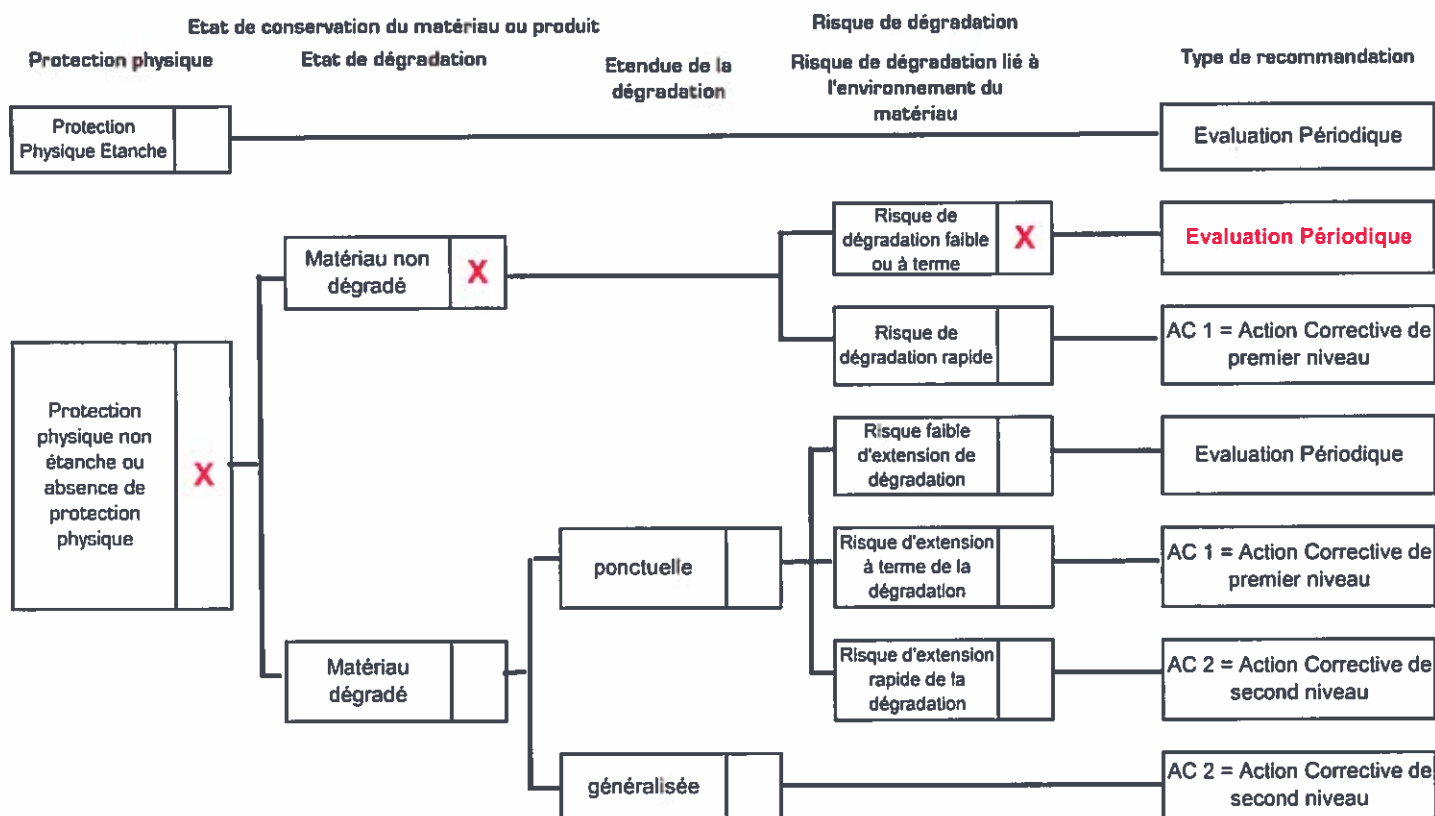 Etat de conservation du matériau ou produit
Risque de dégradation
Protection physique
Etat de dégradation
Etendue de la
dégradation
Risque de dégradation lié à
l'environnement du
matériau
Type de recommandation
Protection
Physique Etanche
Evaluation Périodique
Matériau non
dégradé
X
Risque de
dégradation faible
ou à terme
X
Evaluation Périodique
Risque de
dégradation rapide
AC 1 = Action Corrective de
premier niveau
Protection
physique non
étanche ou
absence de
protection
physique
X
Risque faible
d'extension de
dégradation
Evaluation Périodique
ponctuelle
Risque d'extension
à terme de la
dégradation
AC 1 = Action Corrective de
premier niveau
Matériau
dégradé
Risque d'extension
rapide de la
dégradation
AC 2 = Action Corrective de
second niveau
généralisée
AC 2 = Action Corrective de
second niveau